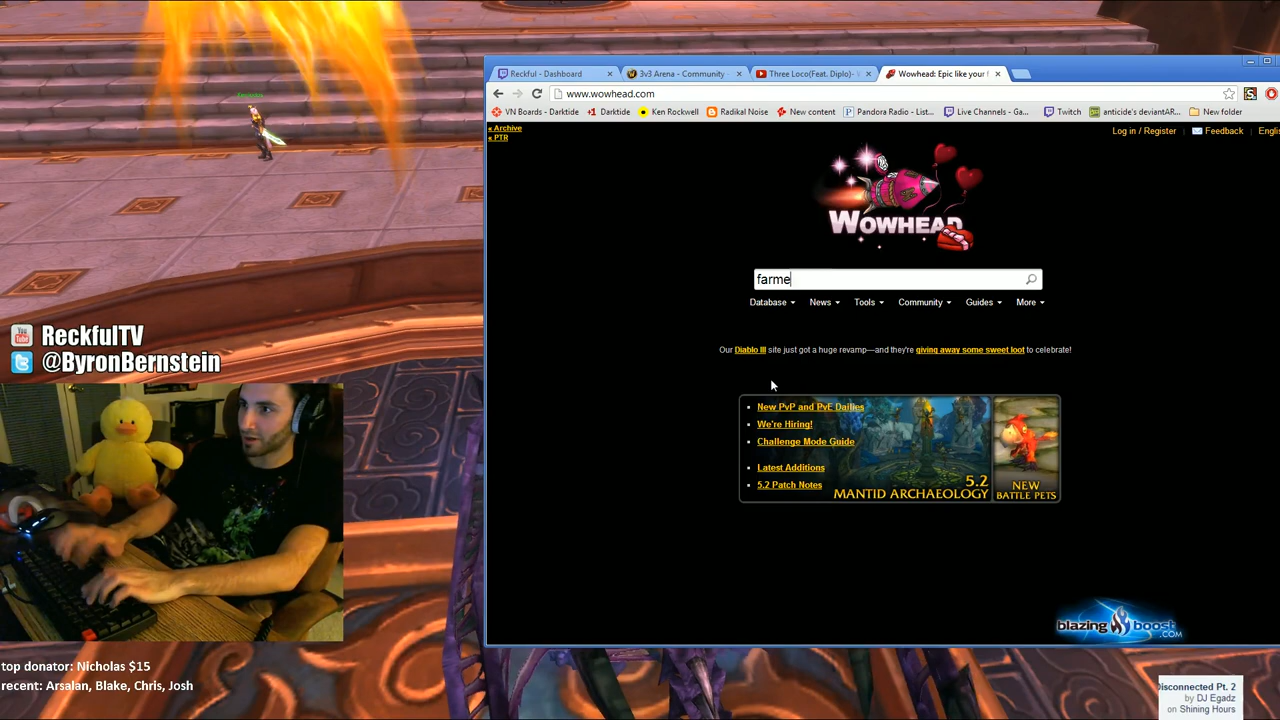 Reckful - Dashboard
3v3 Arena - Community
Three Loco(Feat. Diplo) -
Wowhead: Epic like your
www.wowhead.com
VN Boards - Darktide
+1 Darktide
Ken Rockwell
Radikal Noise
New content
Pandora Radio - List...
Live Channels - Ga...
Twitch
anticide's deviantAR...
New folder
« Archive
« PTR
Log in / Register
Feedback
Engli
WOWHEAD
farme
Database
News
Tools
Community
Guides
More
Our Diablo III site just got a huge revamp—and they're giving away some sweet loot to celebrate!
New PvP and PvE Dailies
We're Hiring!
Challenge Mode Guide
Latest Additions
5.2 Patch Notes
5.2
MANTID ARCHAEOLOGY
NEW
BATTLE PETS
You
Tube
ReckfulTV
@ByronBernstein
blazing boost
.COM
top donator: Nicholas $15
recent: Arsalan, Blake, Chris, Josh
Disconnected Pt. 2
by DJ Egadz
on Shining Hours